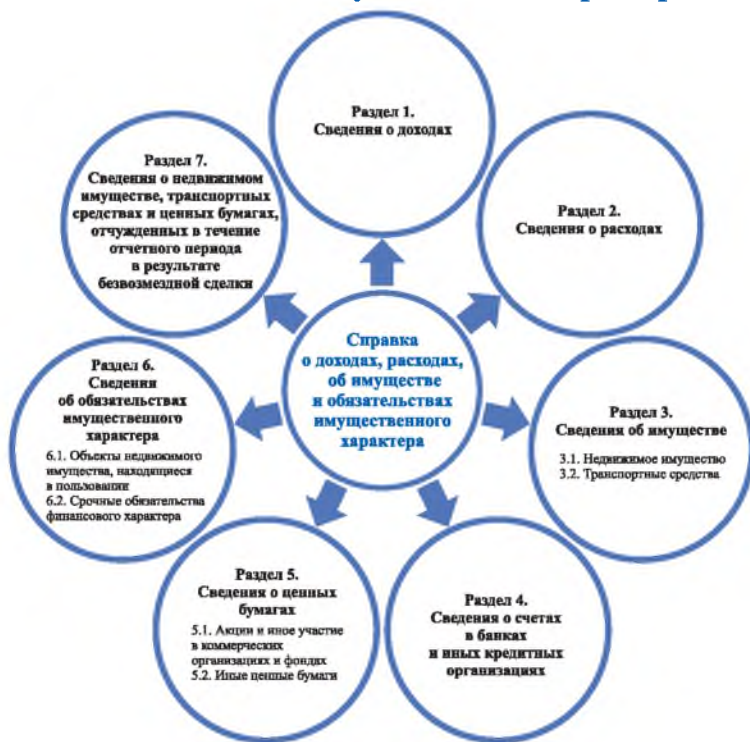 Раздел 1.
Сведения о доходах
Раздел 2.
Сведения о расходах
Раздел 3.
Сведения об имуществе
3.1. Недвижимое имущество
3.2. Транспортные средства
Раздел 4.
Сведения о счетах
в банках
и иных кредитных
организациях
Раздел 5.
Сведения о ценных
бумагах
5.1. Акции и иное участие
в коммерческих
организациях и фондах
5.2. Иные ценные бумаги
Раздел 6.
Сведения
об обязательствах
имущественного
характера
6.1. Объекты недвижимого
имущества, находящиеся
в пользовании
6.2. Срочные обязательства
финансового характера
Раздел 7.
Сведения о недвижимом
имуществе, транспортных
средствах и ценных бумагах,
отчужденных в течение
отчетного периода
в результате
безвозмездной сделки
Справка
о доходах, расходах,
об имуществе
и обязательствах
имущественного
характера